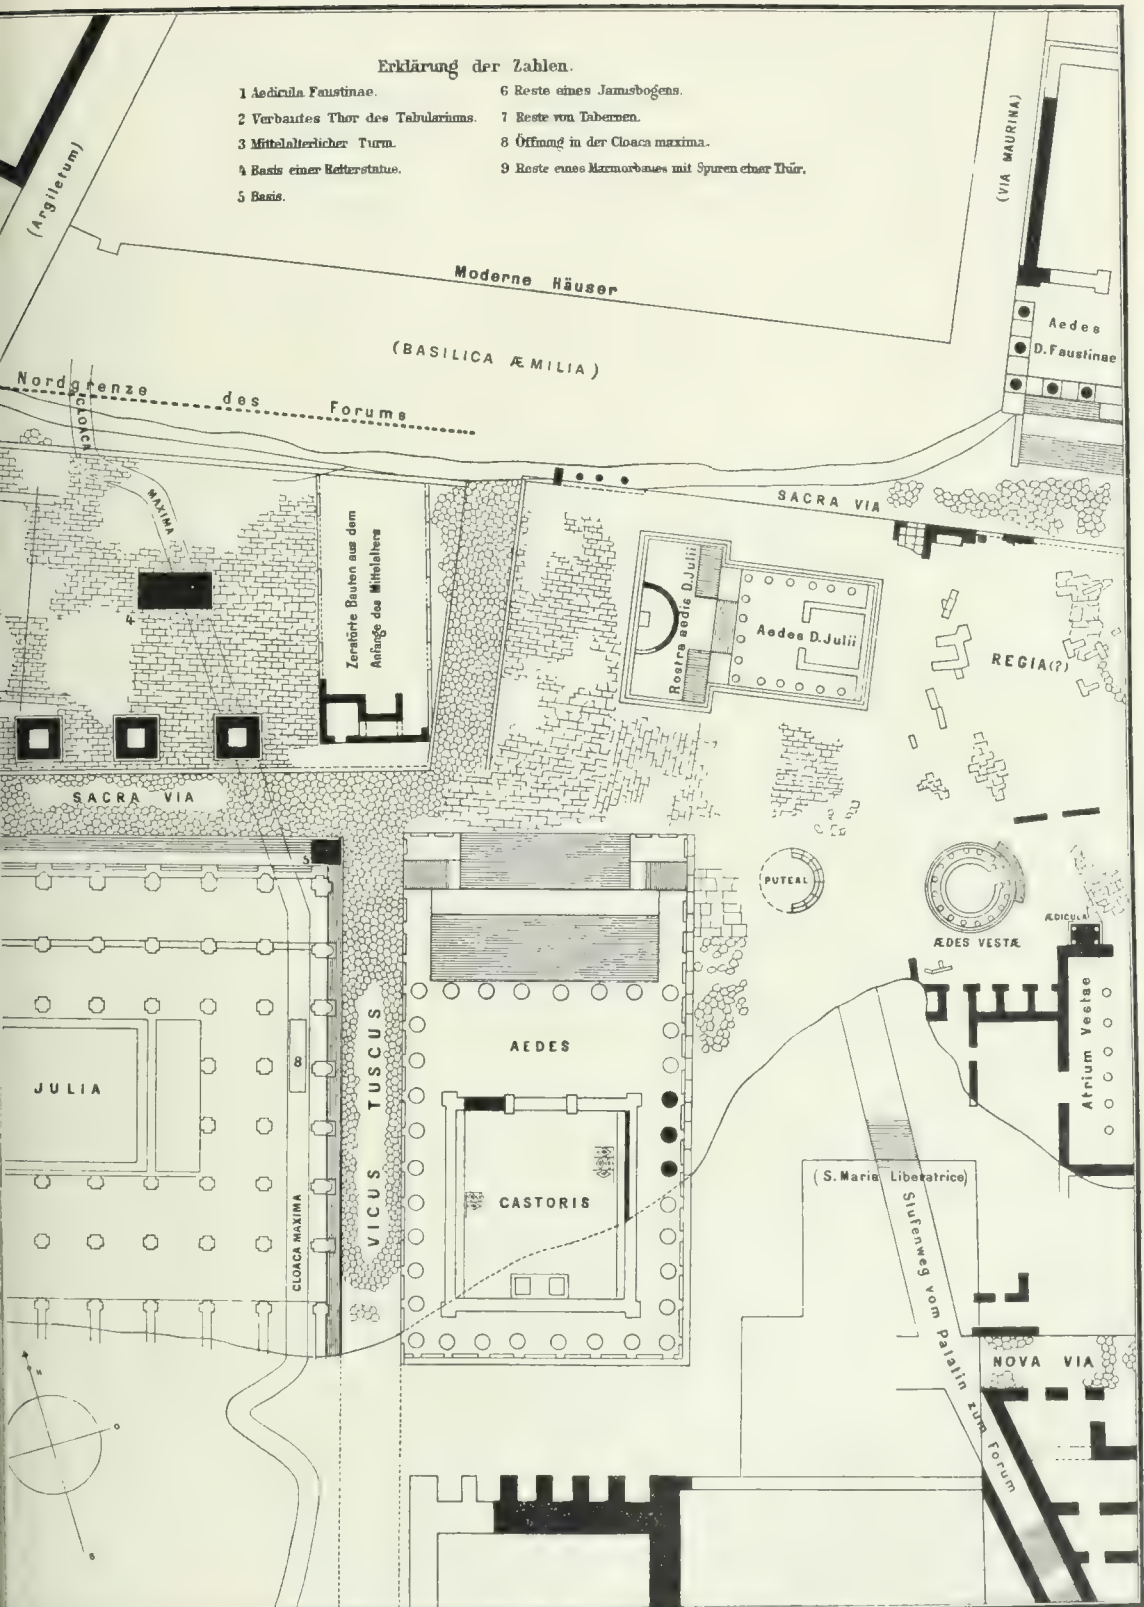 Erklärung der Zahlen.
1 Aedicula Faustinae.
2 Verbautes Thor des Tabulariums.
3 Mittelalterlicher Turm.
4 Basis einer Reiterstatue.
5 Basis.
6 Reste eines Janusbogens.
7 Reste von Tabernen.
8 Öffnung in der Cloaca maxima.
9 Reste eines Marmorbaues mit Spuren einer Thür.
(Argiletum)
(VIA MAURINA)
Moderne Häuser
(BASILICA ÆMILIA)
Aedes
D. Faustinae
Nordgrenze des Forums
CLOACA
MAXIMA
SACRA VIA
4
Zerstörte Bauten aus dem
Anfange des Mittelalters
Rostra aedis D. Julii
Aedes D. Julii
REGIA (?)
SACRA VIA
5
PUTEAL
ÆDES VESTÆ
ÆDICULA
Atrium Vestae
JULIA
8
CLOACA MAXIMA
VICUS TUSCUS
AEDES
CASTORIS
(S. Maria Liberatrice)
Stufenweg vom Palatin zum Forum
NOVA VIA
N
O
S